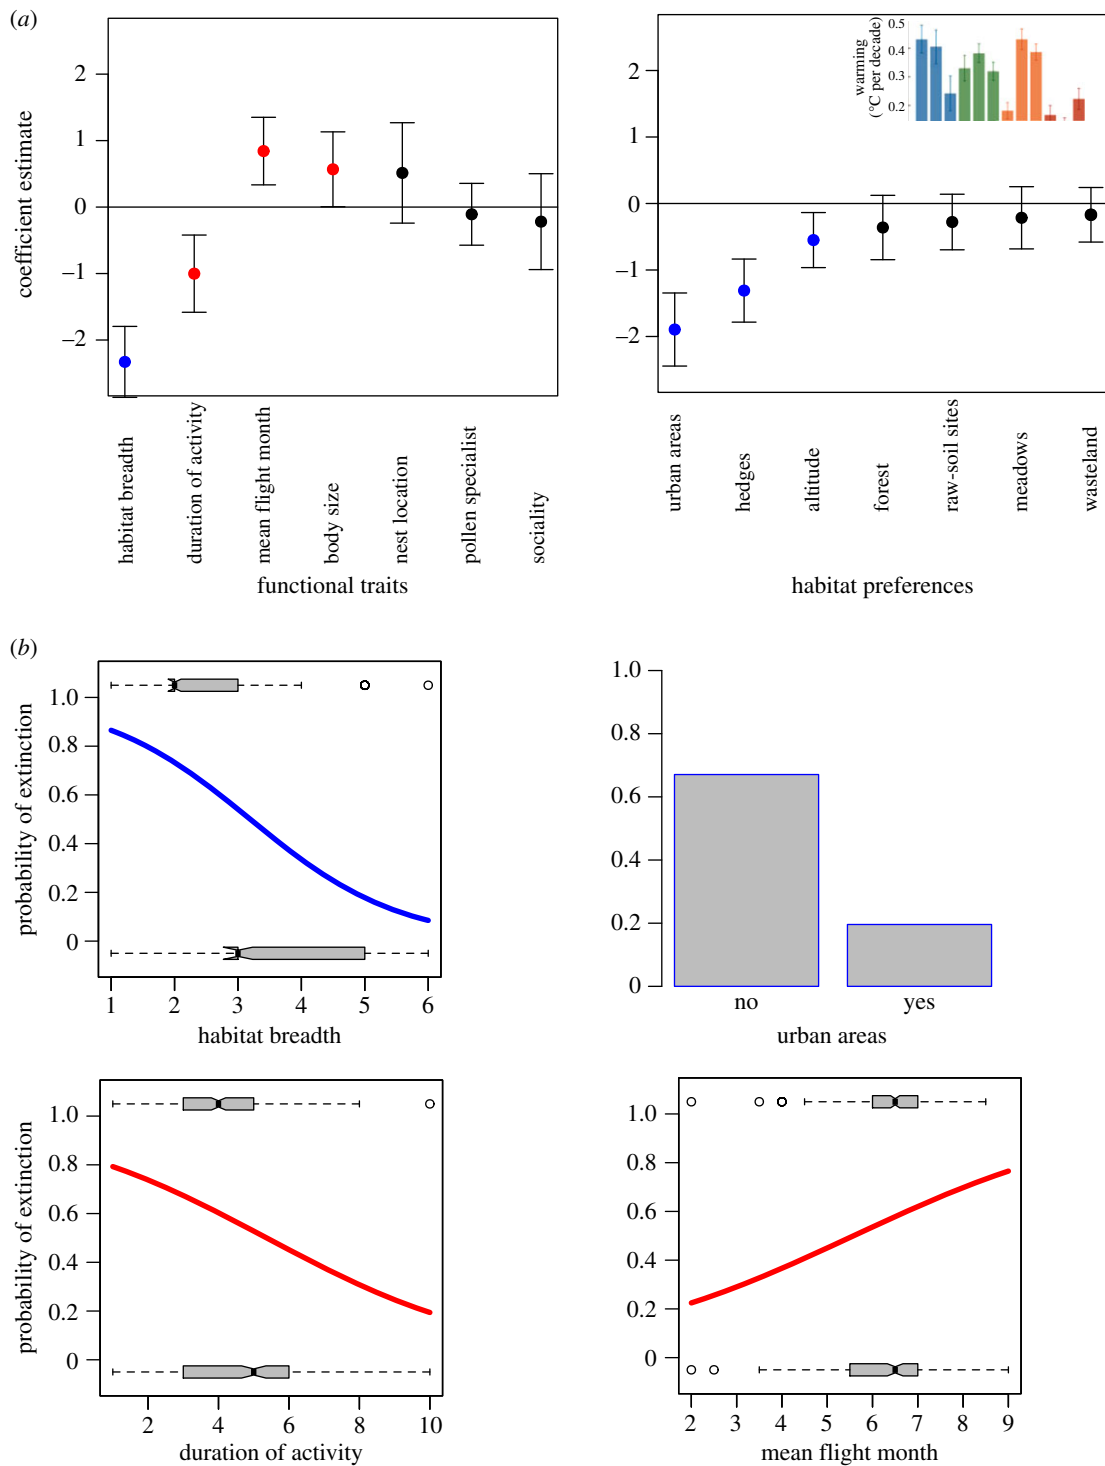 (a)
2
1
0
−1
−2
coefficient estimate
habitat breadth
duration of activity
mean flight month
body size
nest location
pollen specialist
sociality
functional traits
2
1
0
−1
−2
0.5
0.4
0.3
0.2
warming
(°C per decade)
urban areas
hedges
altitude
forest
raw-soil sites
meadows
wasteland
habitat preferences
(b)
1.0
0.8
0.6
0.4
0.2
0
probability of extinction
1 2 3 4 5 6
habitat breadth
1.0
0.8
0.6
0.4
0.2
0
no yes
urban areas
1.0
0.8
0.6
0.4
0.2
0
probability of extinction
2 4 6 8 10
duration of activity
1.0
0.8
0.6
0.4
0.2
0
2 3 4 5 6 7 8 9
mean flight month